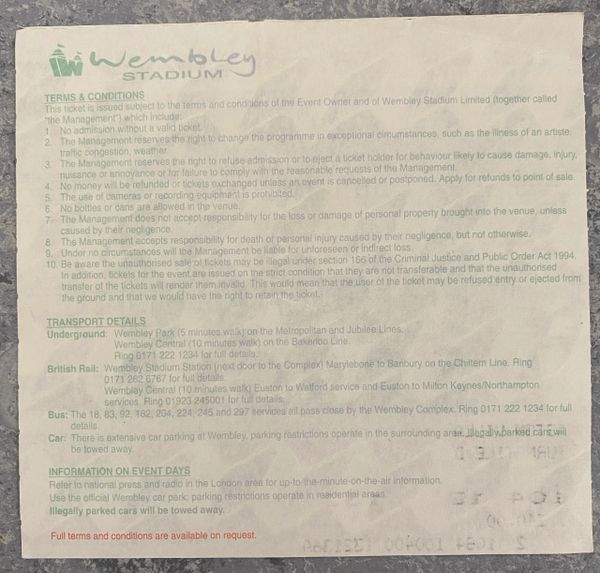 Wembley
STADIUM
TERMS & CONDITIONS
This ticket is issued subject to the terms and conditions of the Event Owner and of Wembley Stadium Limited (together called
"the Management") which include:
1. No admission without a valid ticket.
2. The Management reserves the right to change the programme in exceptional circumstances, such as the illness of an artiste,
traffic congestion, weather.
3. The Management reserves the right to refuse admission or to eject a ticket holder for behaviour likely to cause damage, injury,
nuisance or annoyance or for failure to comply with the reasonable requests of the Management.
4. No money will be refunded or tickets exchanged unless an event is cancelled or postponed. Apply for refunds to point of sale.
5. The use of cameras or recording equipment is prohibited.
6. No bottles or cans are allowed in the venue.
7. The Management does not accept responsibility for the loss or damage of personal property brought into the venue, unless
caused by their negligence.
8. The Management accepts responsibility for death or personal injury caused by their negligence, but not otherwise.
9. Under no circumstances will the Management be liable for unforeseen or indirect loss.
10. Be aware the unauthorised sale of tickets may be illegal under section 166 of the Criminal Justice and Public Order Act 1994.
In addition, tickets for the event are issued on the strict condition that they are not transferable and that the unauthorised
transfer of the tickets will render them invalid. This would mean that the user of the ticket may be refused entry or ejected from
the ground and that we would have the right to retain the ticket.
TRANSPORT DETAILS
Underground: Wembley Park (5 minutes walk) on the Metropolitan and Jubilee Lines.
Wembley Central (10 minutes walk) on the Bakerloo Line.
Ring 0171 222 1234 for full details.
British Rail: Wembley Stadium Station (next door to the Complex) Marylebone to Banbury on the Chiltern Line. Ring
0171 262 6767 for full details.
Wembley Central (10 minutes walk) Euston to Watford service and Euston to Milton Keynes/Northampton
services. Ring 01923 245001 for full details.
Bus: The 18, 83, 92, 182, 204, 224, 245 and 297 services all pass close by the Wembley Complex. Ring 0171 222 1234 for full
details.
Car: There is extensive car parking at Wembley, parking restrictions operate in the surrounding area. Illegally parked cars will
be towed away.
INFORMATION ON EVENT DAYS
Refer to national press and radio in the London area for up-to-the-minute-on-the-air information.
Use the official Wembley car park, parking restrictions operate in residential areas.
Illegally parked cars will be towed away.
Full terms and conditions are available on request.